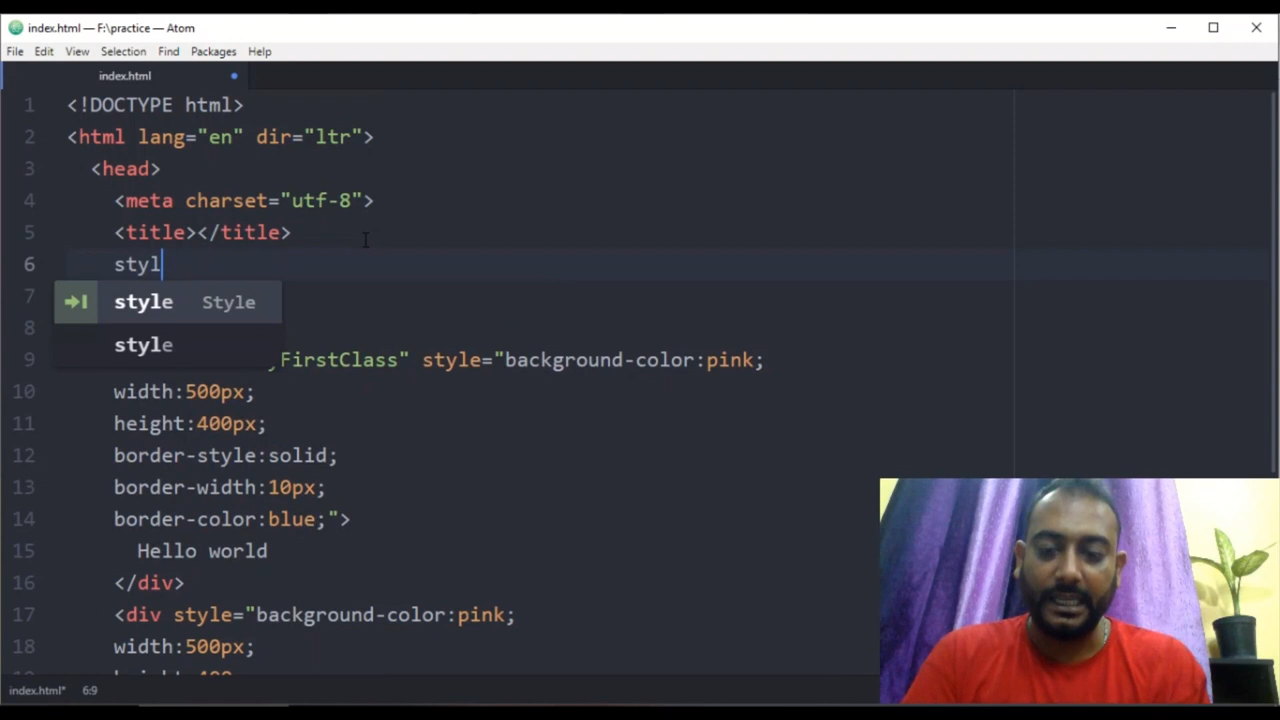 index.html — F:\practice — Atom
File Edit View Selection Find Packages Help
index.html
1 <!DOCTYPE html>
2 <html lang="en" dir="ltr">
3 <head>
4 <meta charset="utf-8">
5 <title></title>
6 styl
7 style Style
8 style
9 FirstClass" style="background-color:pink;
10 width:500px;
11 height:400px;
12 border-style:solid;
13 border-width:10px;
14 border-color:blue;">
15 Hello world
16 </div>
17 <div style="background-color:pink;
18 width:500px;
index.html* 6:9